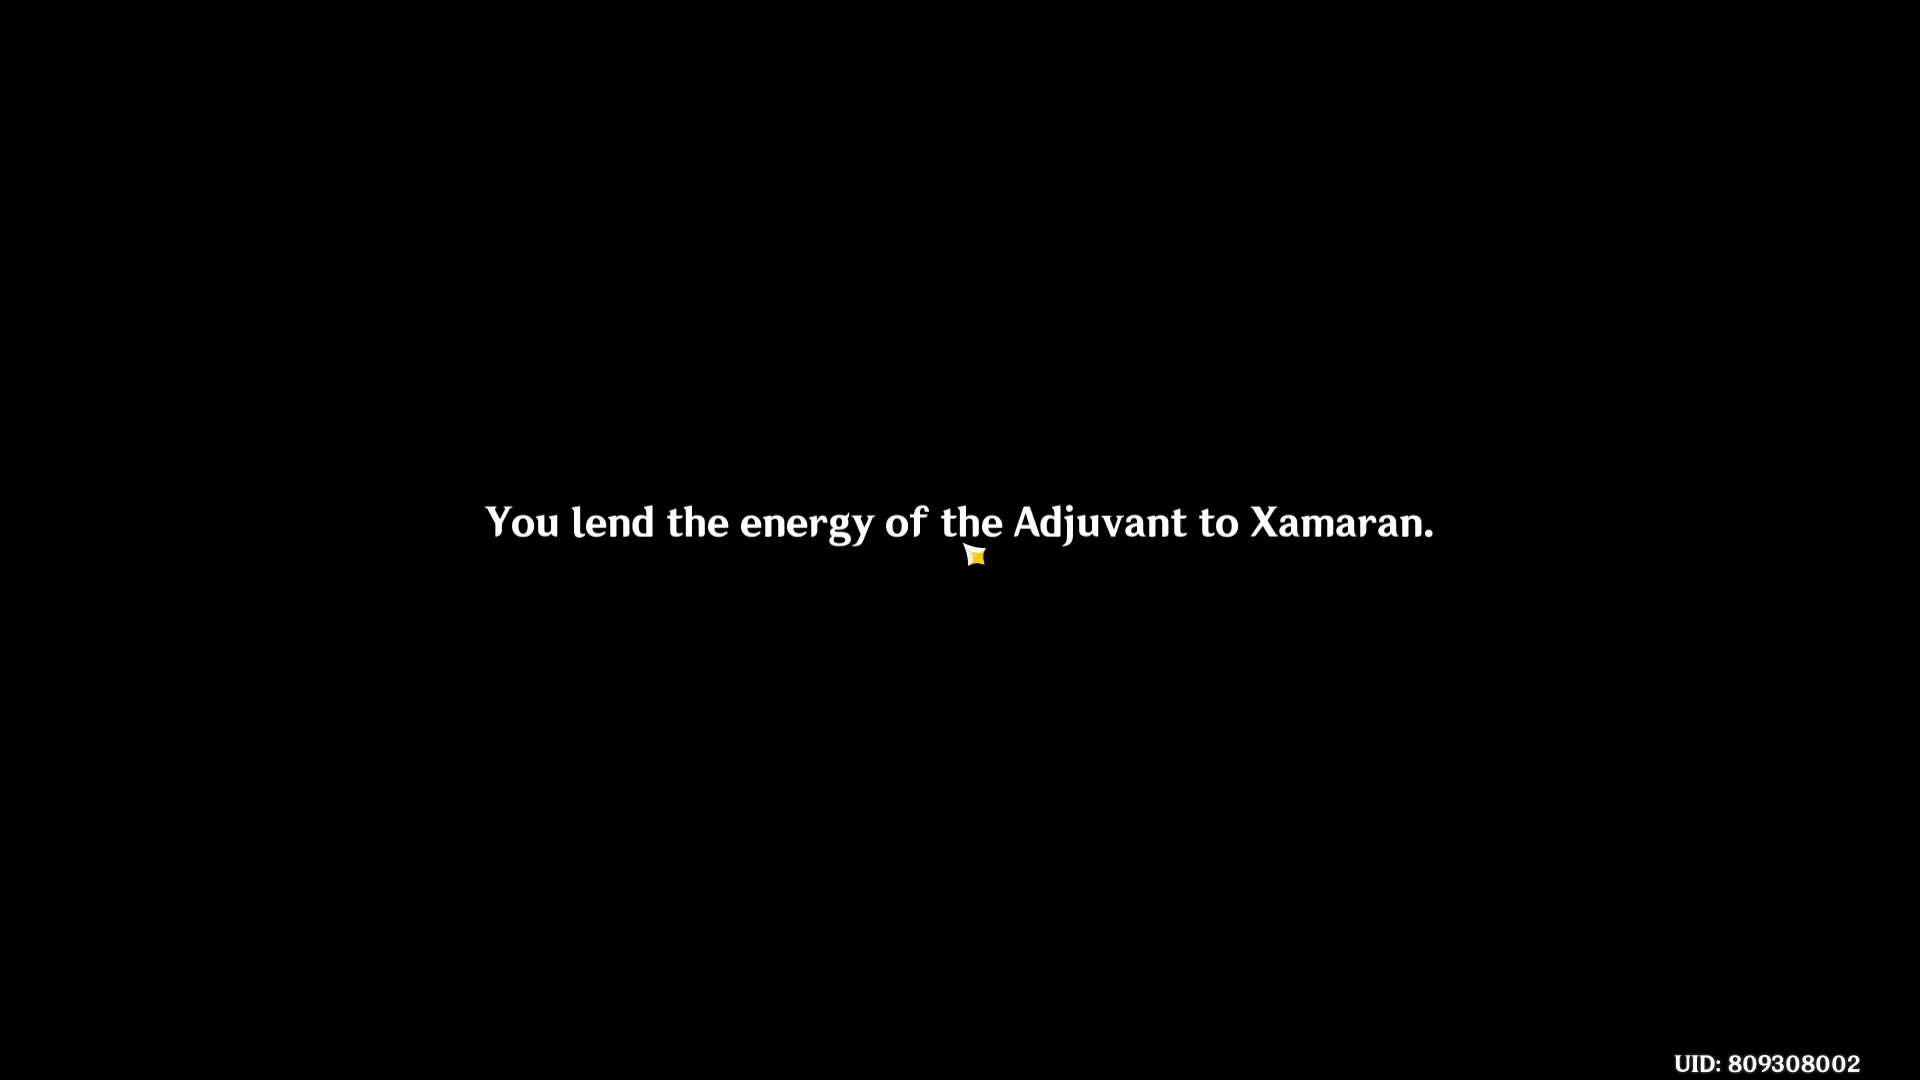 You lend the energy of the Adjuvant to Xamaran.
UID: 809308002